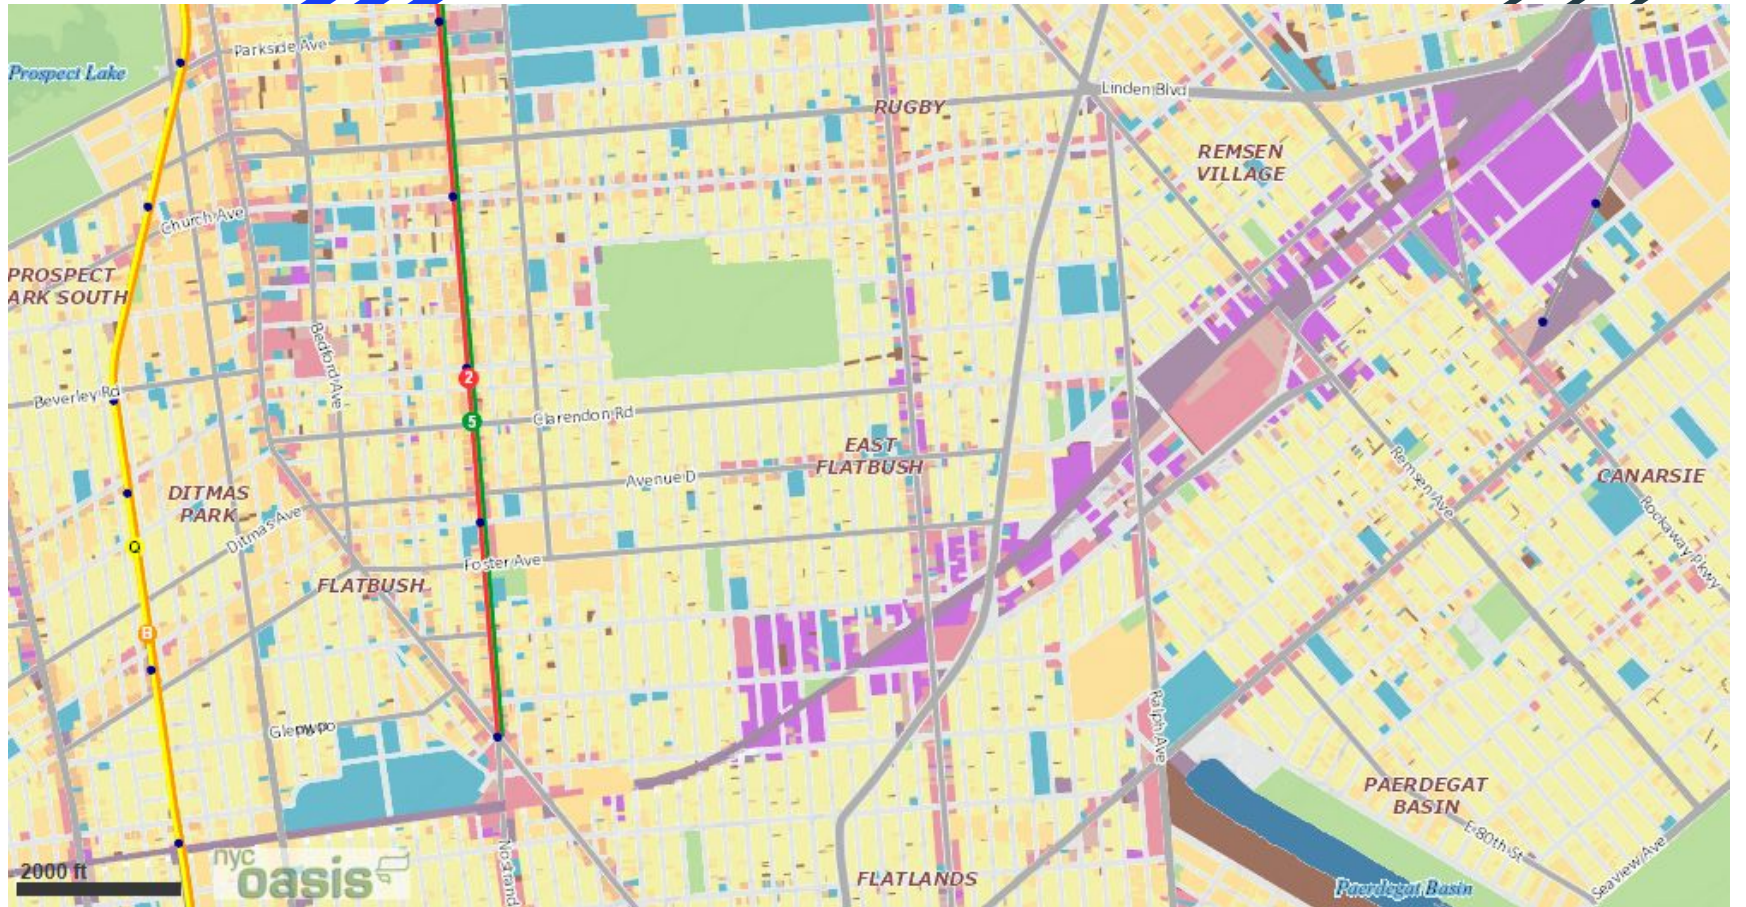 Parkside Ave
Prospect Lake
Linden Blvd
RUGBY
REMSEN
VILLAGE
Church Ave
PROSPECT
ARK SOUTH
Bedford Ave
2
Beverley Rd
5
Clarendon Rd
EAST
FLATBUSH
Avenue D
Remsen Ave
CANARSIE
DITMAS
PARK
Ditmas Ave
Rockaway Pkwy
Q
Foster Ave
FLATBUSH
B
Ralph Ave
PAERDEGAT
BASIN
E 80th St
Seaview Ave
nyc
oasis
2000 ft
Nostrand
FLATLANDS
Paerdegat Basin